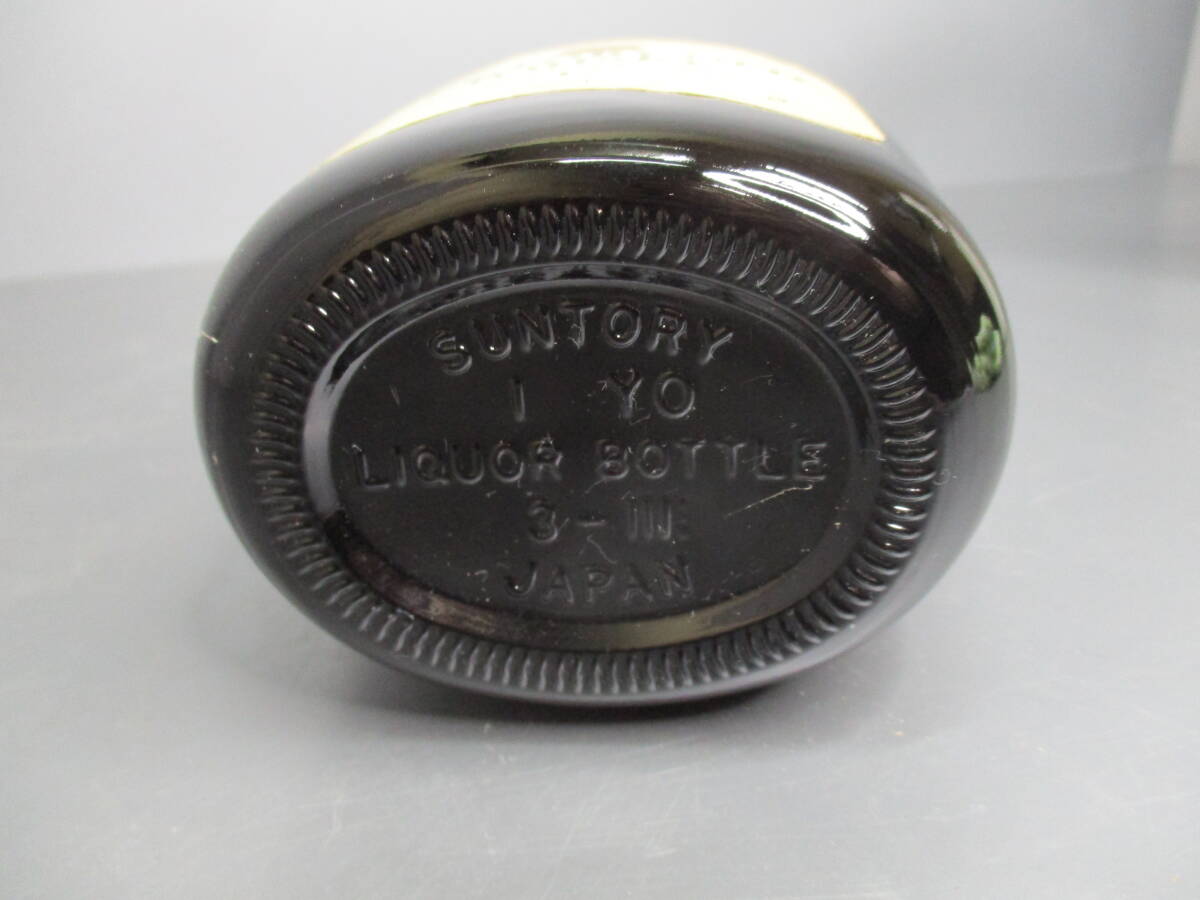 SUNTORY
I YO
LIQUOR BOTTLE
3-III
JAPAN